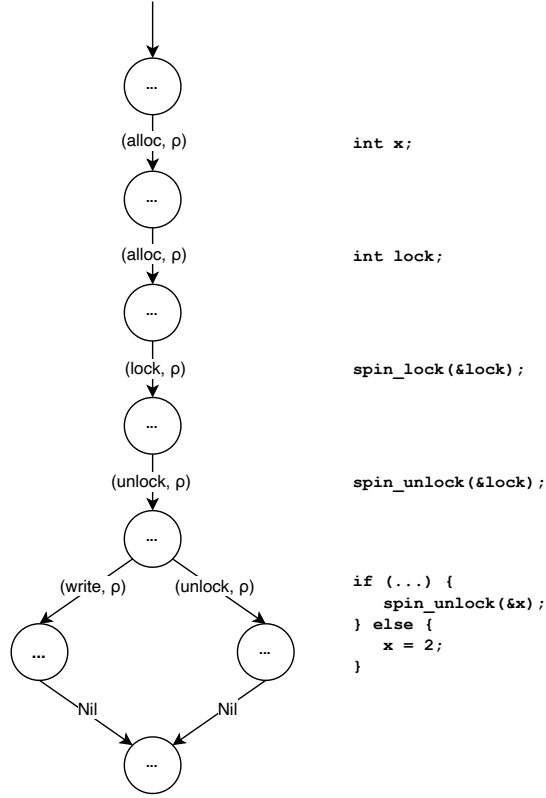 ...
(alloc, ρ) int x;
...
(alloc, ρ) int lock;
...
(lock, ρ) spin_lock(&lock);
...
(unlock, ρ) spin_unlock(&lock);
...
(write, ρ) (unlock, ρ)
if (...) {
spin_unlock(&x);
} else {
x = 2;
}
... ...
Nil Nil
...